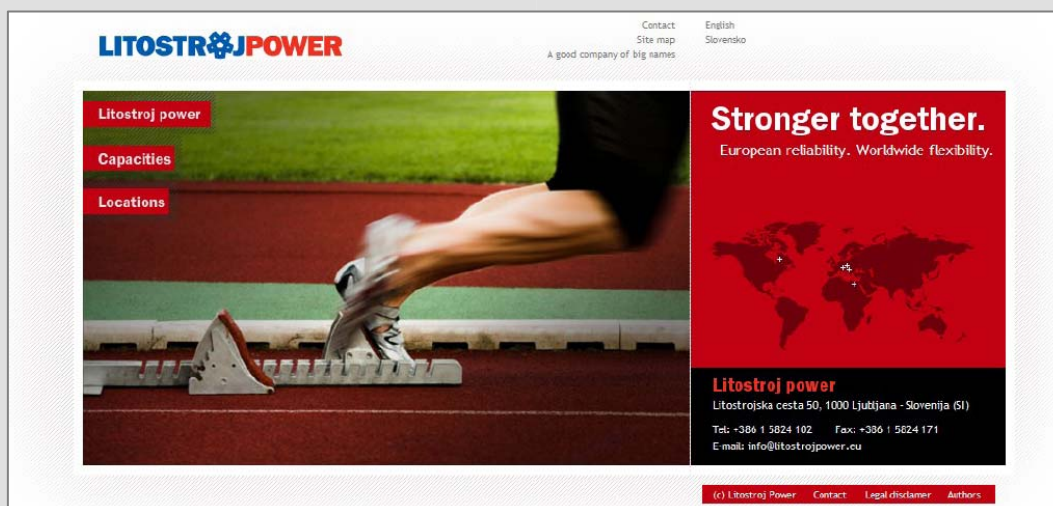 LITOSTROJPOWER
Contact
Site map
A good company of big names
English
Slovensko
Litostroj power
Capacities
Locations
Stronger together.
European reliability. Worldwide flexibility.
Litostroj power
Litostrojska cesta 50, 1000 Ljubljana - Slovenija (SI)
Tel: +386 1 5824 102 Fax: +386 1 5824 171
E-mail: info@litostrojpower.eu
(c) Litostroj Power Contact Legal disclamer Authors